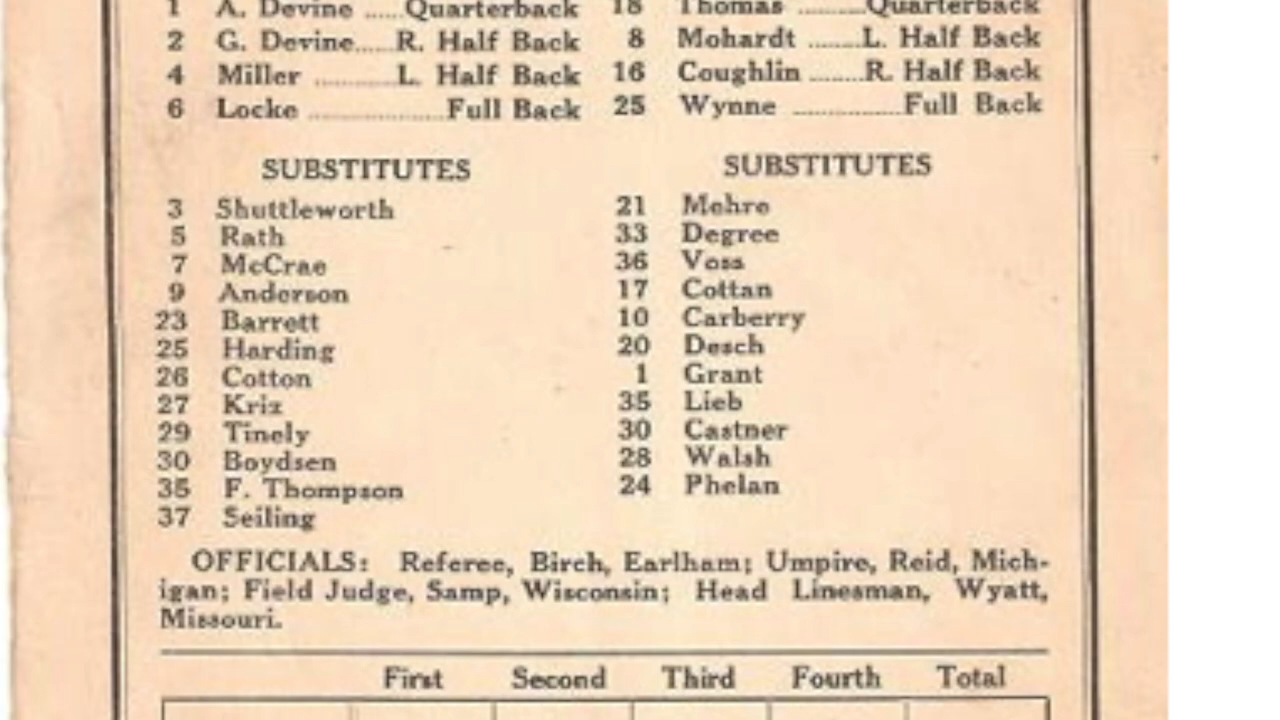 1 A. Devine ......Quarterback
2 G. Devine.....R. Half Back
4 Miller ............L. Half Back
6 Locke ....................Full Back
SUBSTITUTES
3 Shuttleworth
5 Rath
7 McCrae
9 Anderson
23 Barrett
25 Harding
26 Cotton
27 Kriz
29 Tinely
30 Boydsen
35 F. Thompson
37 Seiling
18 Thomas ..........Quarterback
8 Mohardt ........L. Half Back
16 Coughlin ........R. Half Back
25 Wynne ................Full Back
SUBSTITUTES
21 Mehre
33 Degree
36 Voss
17 Cottan
10 Carberry
20 Desch
1 Grant
35 Lieb
30 Castner
28 Walsh
24 Phelan
OFFICIALS: Referee, Birch, Earlham; Umpire, Reid, Mich-
igan; Field Judge, Samp, Wisconsin; Head Linesman, Wyatt,
Missouri.
First Second Third Fourth Total